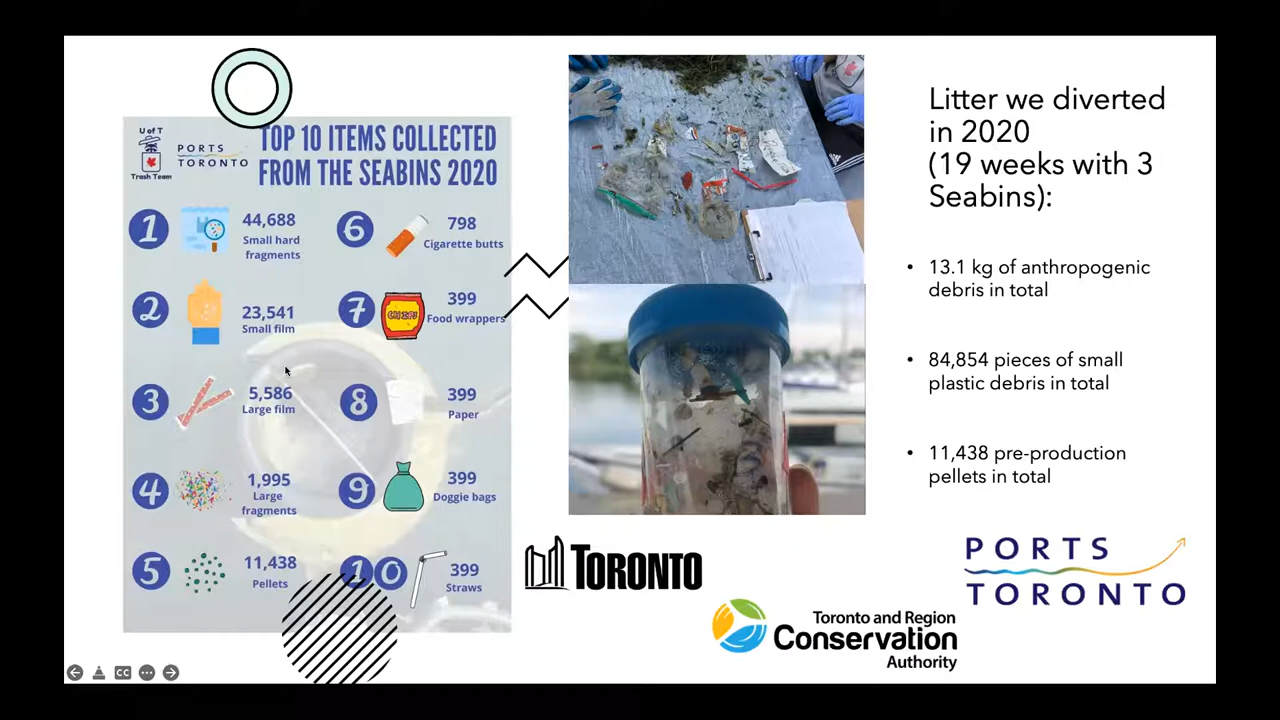 U of T
Trash Team
PORTS
TORONTO
TOP 10 ITEMS COLLECTED
FROM THE SEABINS 2020
1
44,688
Small hard
fragments
2
23,541
Small film
3
5,586
Large film
4
1,995
Large
fragments
5
11,438
Pellets
6
798
Cigarette butts
7
399
Food wrappers
8
399
Paper
9
399
Doggie bags
10
399
Straws
Litter we diverted
in 2020
(19 weeks with 3
Seabins):
• 13.1 kg of anthropogenic
debris in total
• 84,854 pieces of small
plastic debris in total
• 11,438 pre-production
pellets in total
TORONTO
Toronto and Region
Conservation
Authority
PORTS
TORONTO
CC